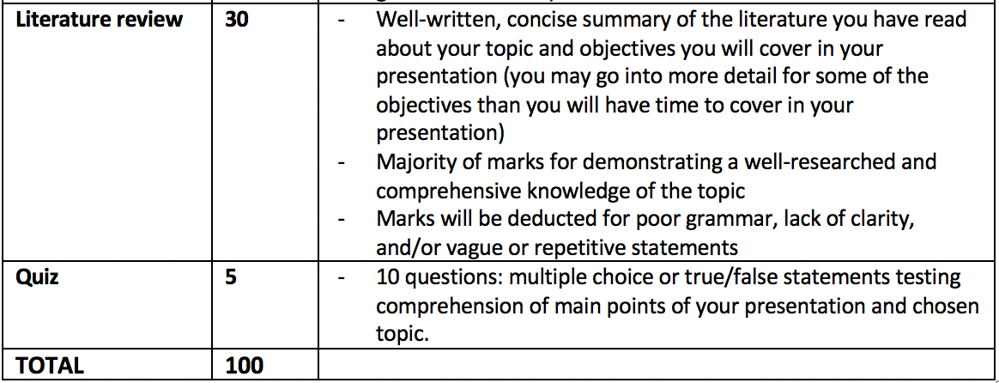 Literature review 30 - Well-written, concise summary of the literature you have read
about your topic and objectives you will cover in your
presentation (you may go into more detail for some of the
objectives than you will have time to cover in your
presentation)
- Majority of marks for demonstrating a well-researched and
comprehensive knowledge of the topic
- Marks will be deducted for poor grammar, lack of clarity,
and/or vague or repetitive statements
Quiz 5 - 10 questions: multiple choice or true/false statements testing
comprehension of main points of your presentation and chosen
topic.
TOTAL 100